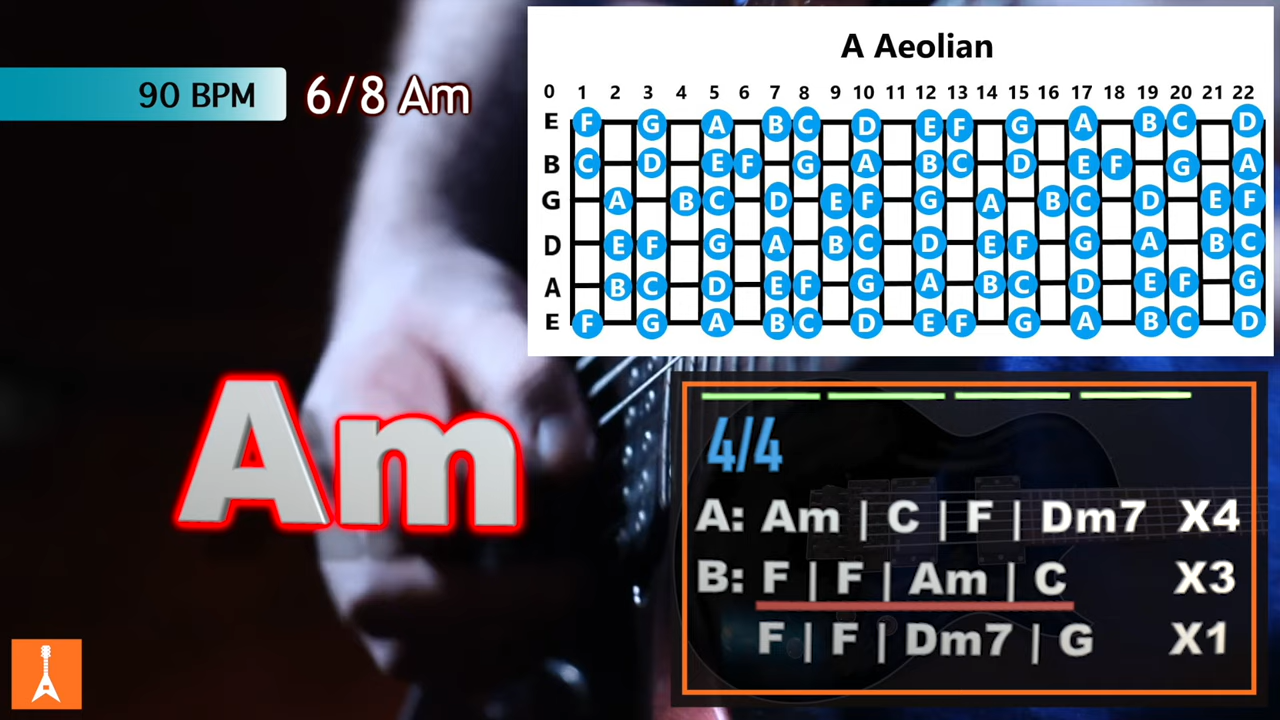 90 BPM 6/8 Am
A Aeolian
0 1 2 3 4 5 6 7 8 9 10 11 12 13 14 15 16 17 18 19 20 21 22
E F G A B C D E F G A B C D
B C D E F G A B C D E F G A
G A B C D E F G A B C D E F
D E F G A B C D E F G A B C
A B C D E F G A B C D E F G
E F G A B C D E F G A B C D
Am
4/4
A: Am | C | F | Dm7 X4
B: F | F | Am | C X3
F | F | Dm7 | G X1